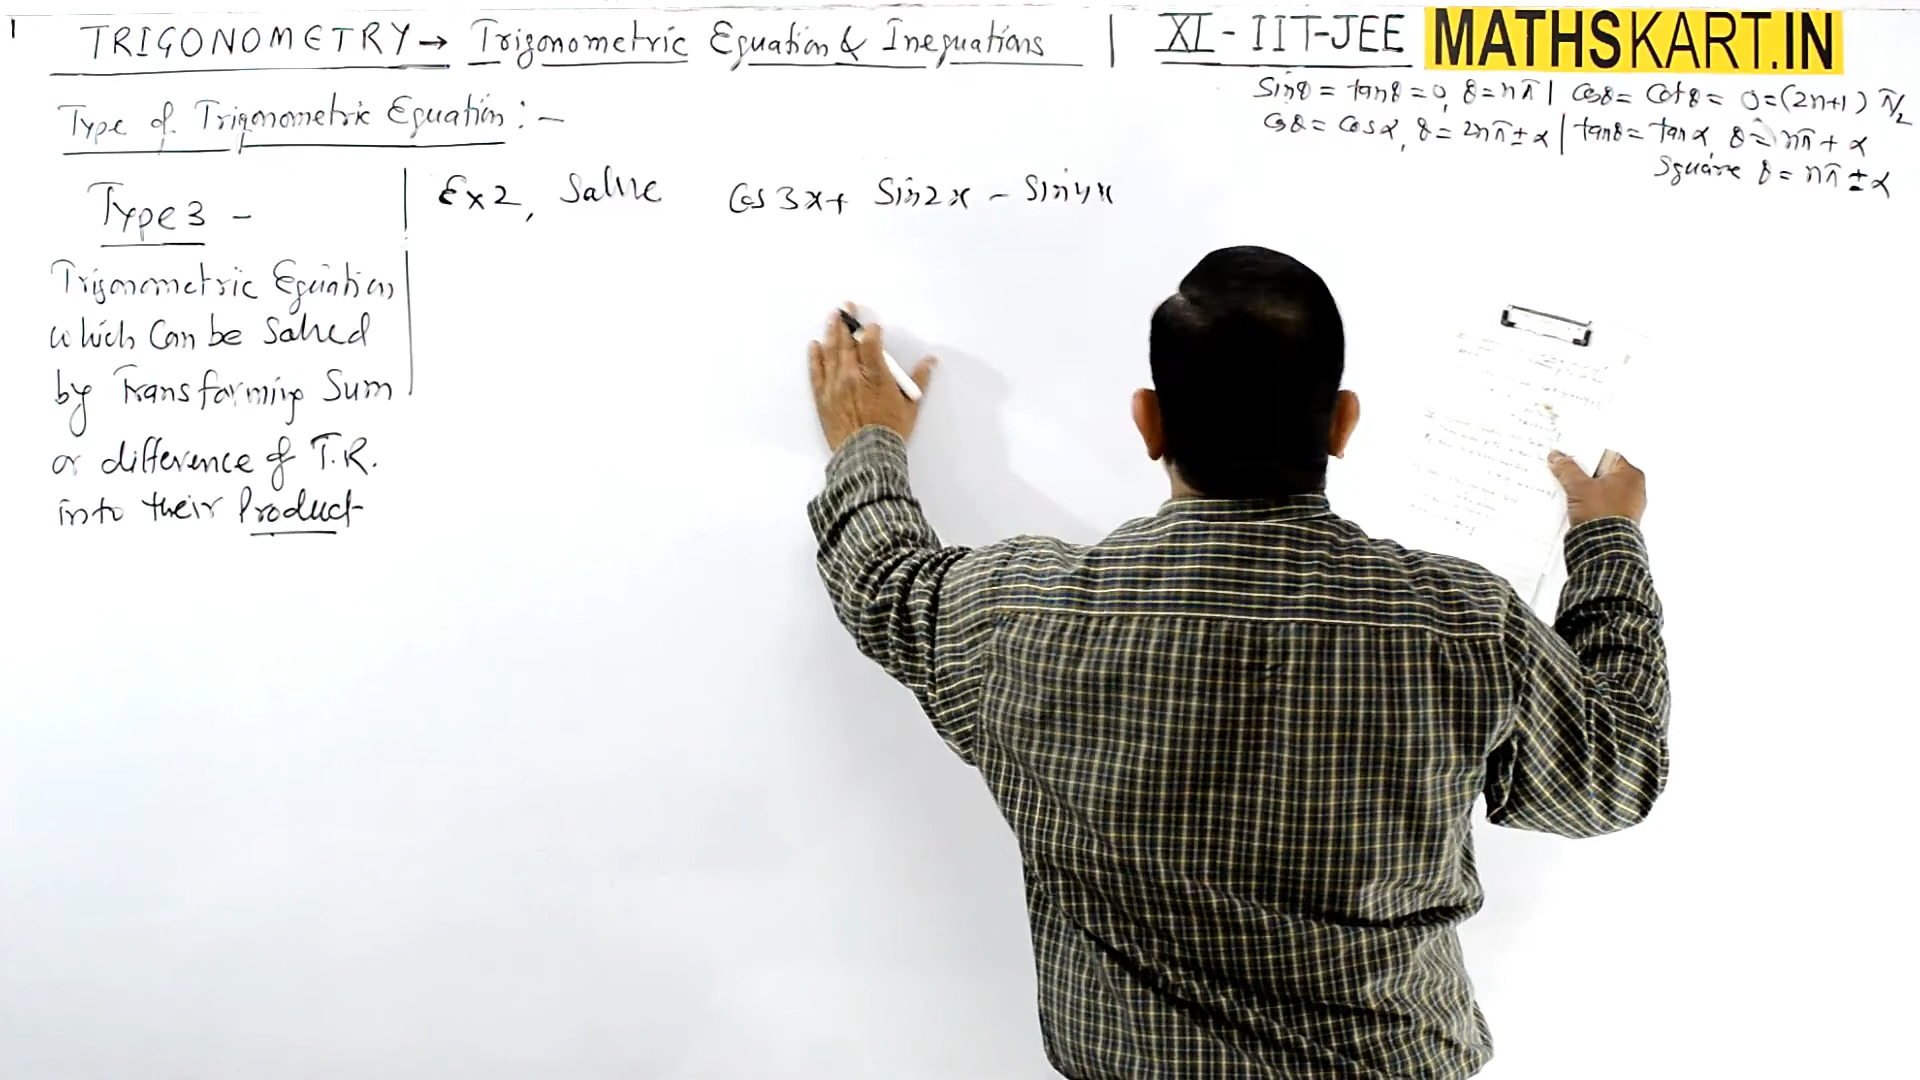 1
TRIGONOMETRY → Trigonometric Equation & Inequations | XI - IIT-JEE MATHSKART.IN
Sinθ = tanθ = 0, θ = nπ | Cosθ = Cotθ = 0 = (2n+1) π/2
Cosθ = Cosα, θ = 2nπ ± α | tanθ = tanα, θ = nπ + α
Square θ = nπ ± α
Type of Trigonometric Equation : -
Type 3 -
Trigonometric Equation
which Can be Solved
by Transforming Sum
or difference of T.R.
into their Product
Ex 2, Solve Cos 3x + Sin 2x - Sin 4x